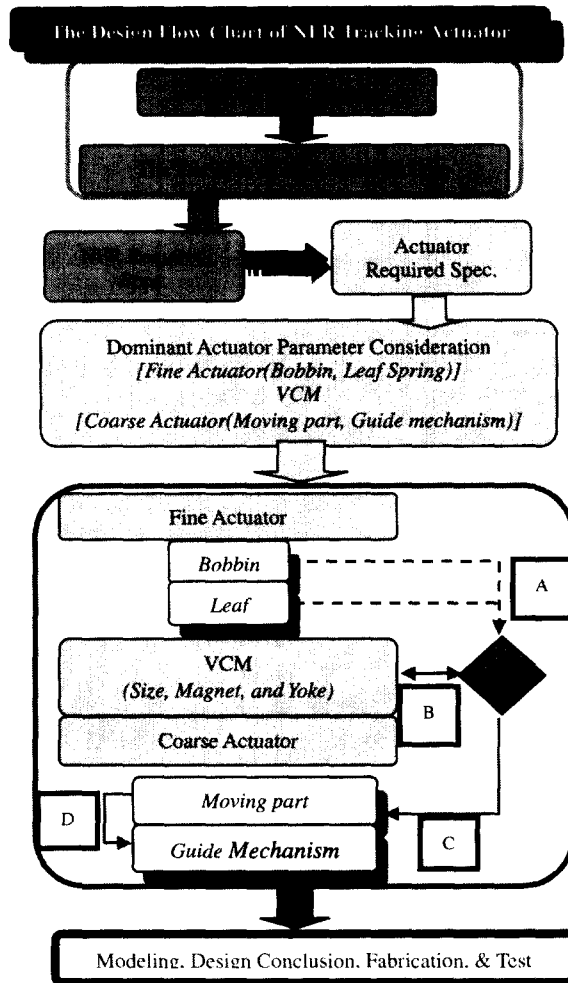 The Design Flow Chart of NFR Tracking Actuator
Actuator
Required Spec.
Dominant Actuator Parameter Consideration
[Fine Actuator(Bobbin, Leaf Spring)]
VCM
[Coarse Actuator(Moving part, Guide mechanism)]
Fine Actuator
Bobbin
Leaf
A
VCM
(Size, Magnet, and Yoke)
B
Coarse Actuator
Moving part
D
C
Guide Mechanism
Modeling, Design Conclusion, Fabrication, & Test